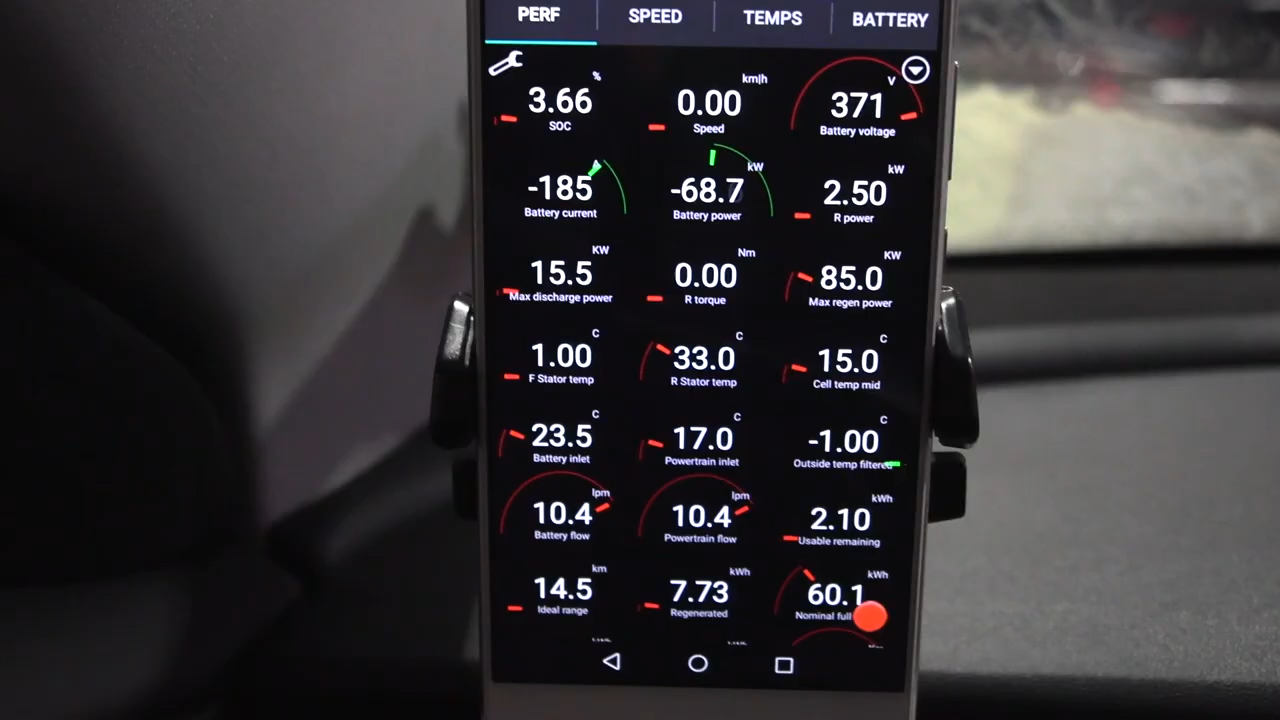 PERF SPEED TEMPS BATTERY
% km|h V
3.66 0.00 371
SOC Speed Battery voltage
A kW kW
-185 -68.7 2.50
Battery current Battery power R power
KW Nm KW
15.5 0.00 85.0
Max discharge power R torque Max regen power
C C C
1.00 33.0 15.0
F Stator temp R Stator temp Cell temp mid
C C C
23.5 17.0 -1.00
Battery inlet Powertrain inlet Outside temp filtered
lpm lpm kWh
10.4 10.4 2.10
Battery flow Powertrain flow Usable remaining
km kWh kWh
14.5 7.73 60.1
Ideal range Regenerated Nominal full